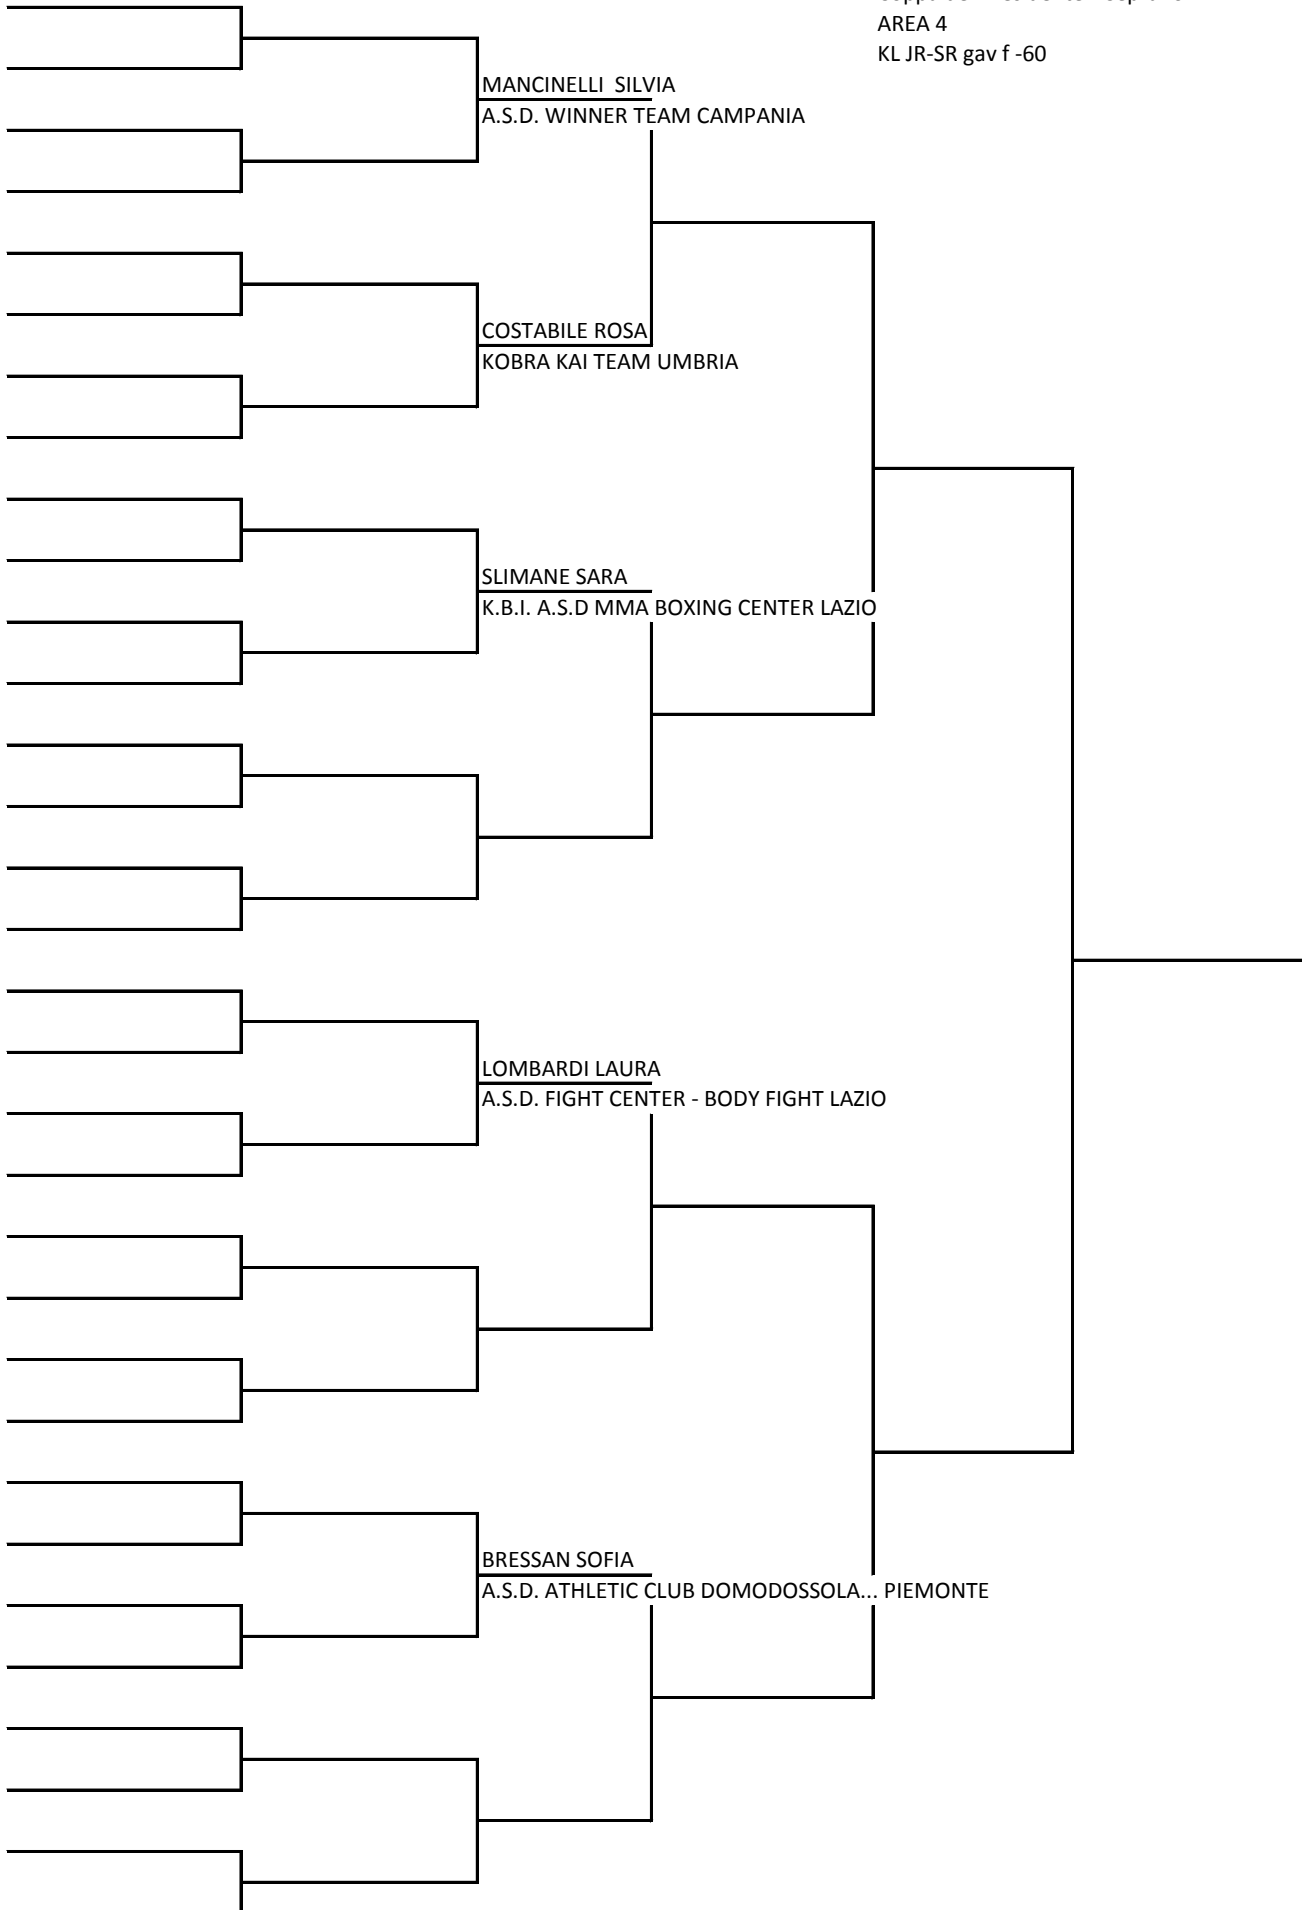 AREA 4
KL JR-SR gav f -60
MANCINELLI  SILVIA
A.S.D. WINNER TEAM CAMPANIA
COSTABILE ROSA
KOBRA KAI TEAM UMBRIA
SLIMANE SARA
K.B.I. A.S.D MMA BOXING CENTER LAZIO
LOMBARDI LAURA
A.S.D. FIGHT CENTER - BODY FIGHT LAZIO
BRESSAN SOFIA
A.S.D. ATHLETIC CLUB DOMODOSSOLA... PIEMONTE